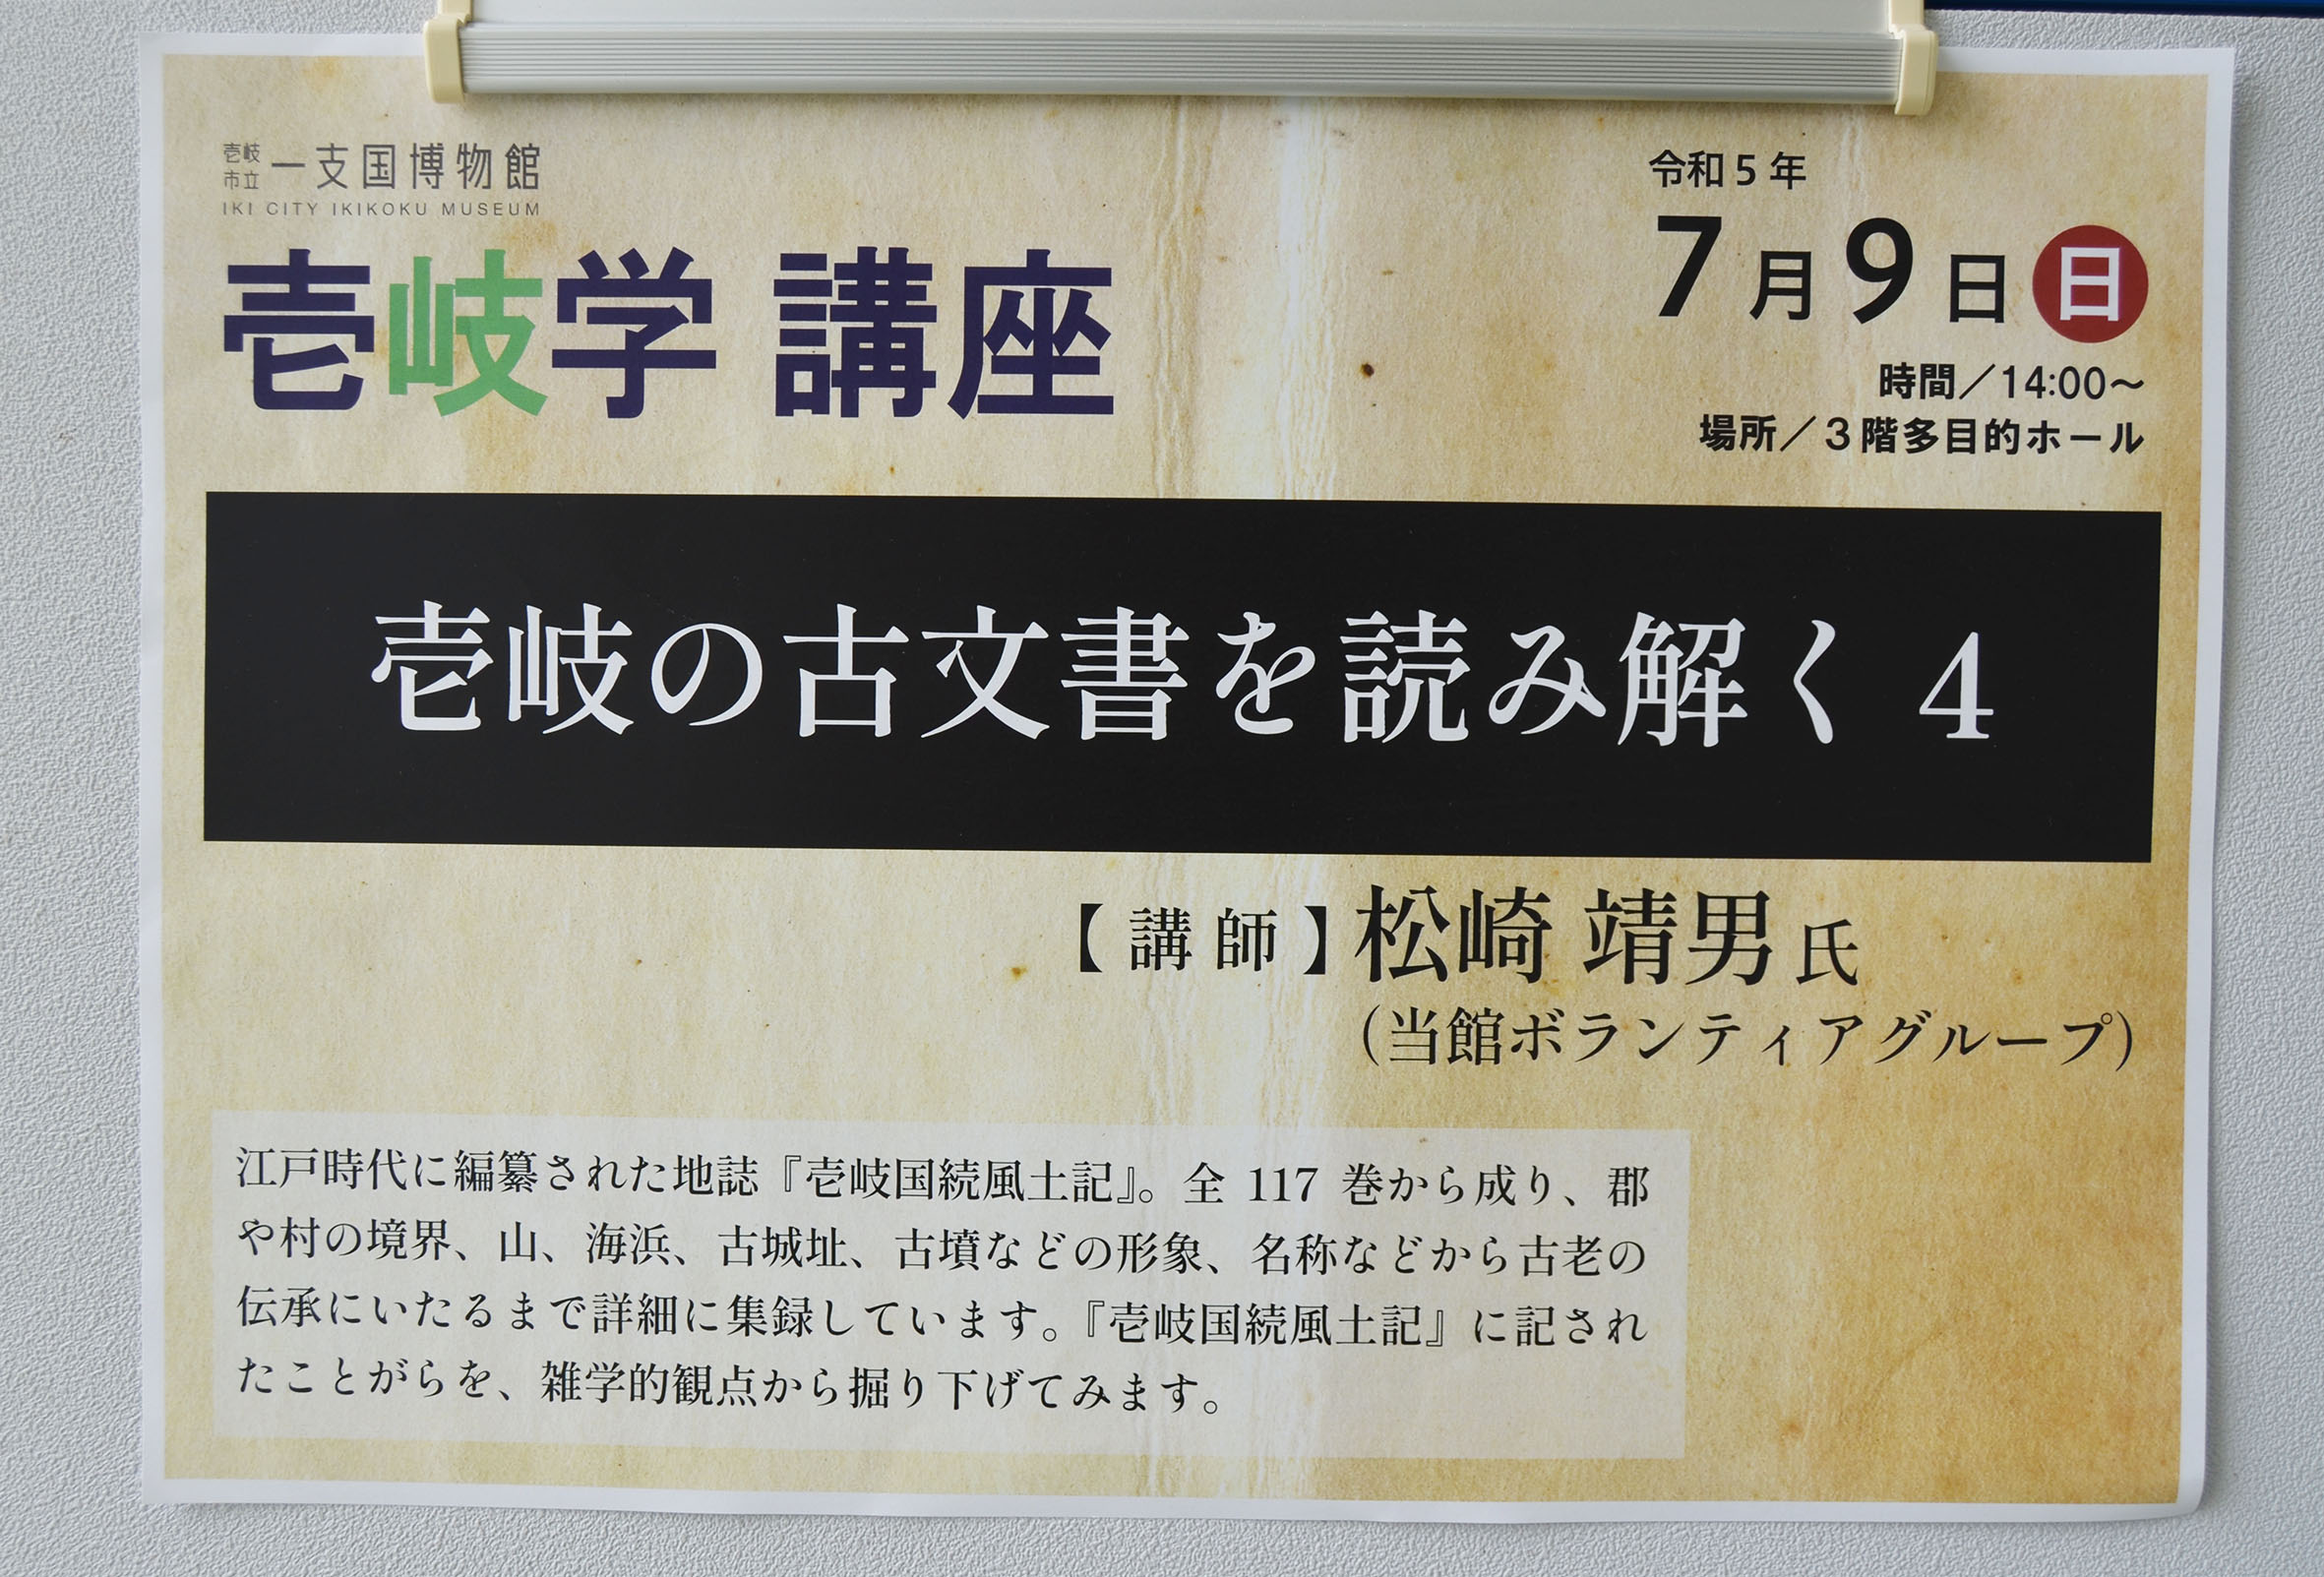 壱岐市立 一支国博物館
IKI CITY IKIKOKU MUSEUM
壱岐学 講座
令和5年
7月9日 日
時間／14:00～
場所／3階多目的ホール
壱岐の古文書を読み解く 4
【講師】松崎 靖男 氏
（当館ボランティアグループ）
江戸時代に編纂された地誌『壱岐国続風土記』。全 117 巻から成り、郡
や村の境界、山、海浜、古城址、古墳などの形象、名称などから古老の
伝承にいたるまで詳細に集録しています。『壱岐国続風土記』に記され
たことがらを、雑学的観点から掘り下げてみます。